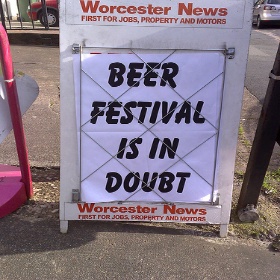 Worcester News
FIRST FOR JOBS, PROPERTY AND MOTORS
BEER
FESTIVAL
IS IN
DOUBT
Worcester News
FIRST FOR JOBS, PROPERTY AND MOTORS